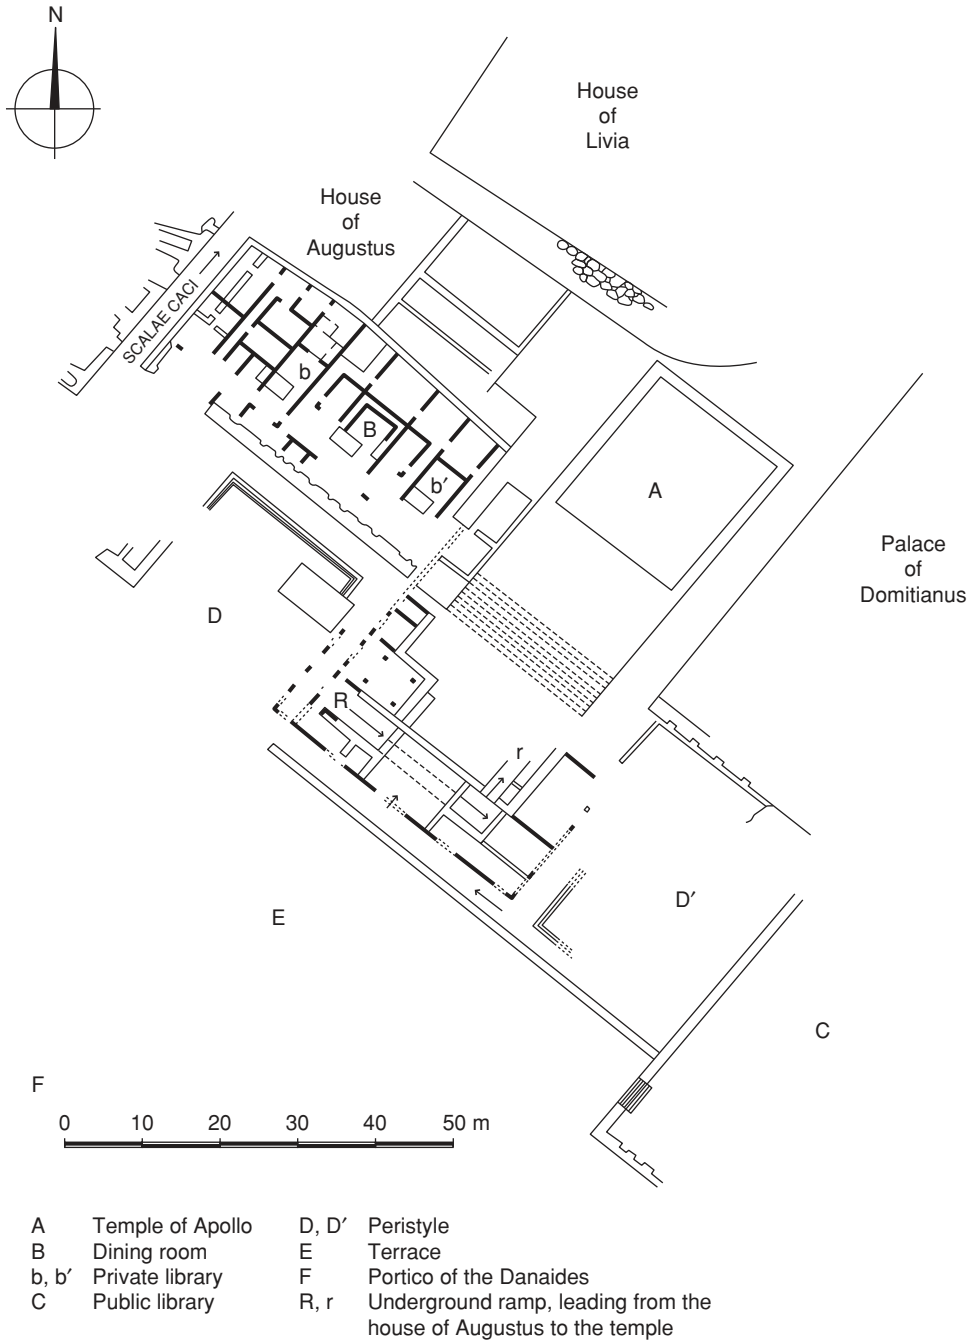 N
House
of
Livia
House
of
Augustus
SCALAE CACI
b
B
b′
A
Palace
of
Domitianus
D
R
r
D′
E
C
F
0 10 20 30 40 50 m
A Temple of Apollo
B Dining room
b, b′ Private library
C Public library
D, D′ Peristyle
E Terrace
F Portico of the Danaides
R, r Underground ramp, leading from the
house of Augustus to the temple